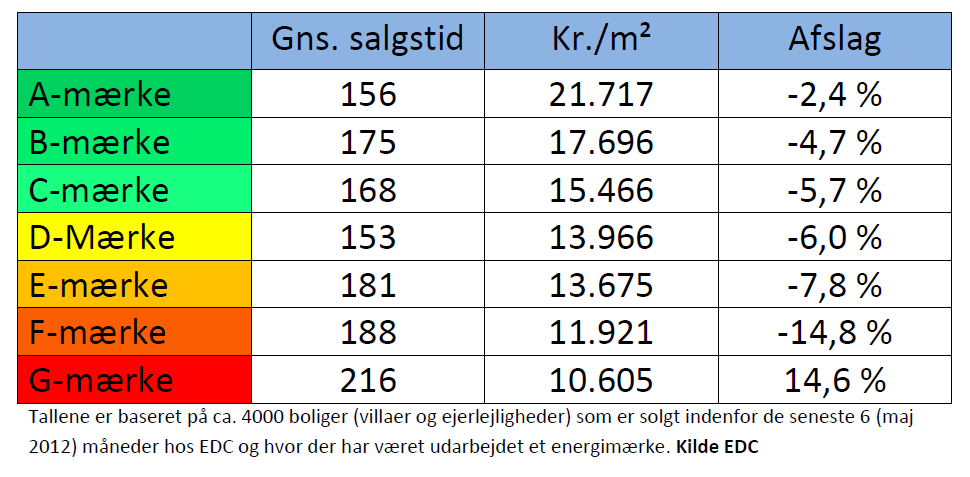 Gns. salgstid Kr./m² Afslag
A-mærke 156 21.717 -2,4 %
B-mærke 175 17.696 -4,7 %
C-mærke 168 15.466 -5,7 %
D-Mærke 153 13.966 -6,0 %
E-mærke 181 13.675 -7,8 %
F-mærke 188 11.921 -14,8 %
G-mærke 216 10.605 14,6 %
Tallene er baseret på ca. 4000 boliger (villaer og ejerlejligheder) som er solgt indenfor de seneste 6 (maj
2012) måneder hos EDC og hvor der har været udarbejdet et energimærke. Kilde EDC